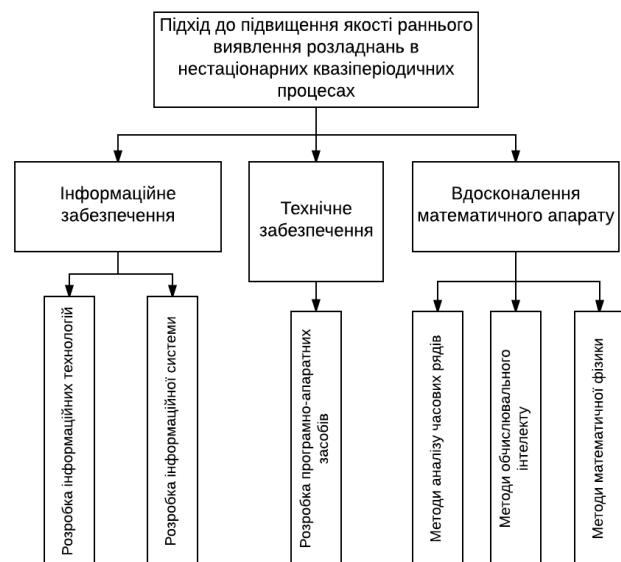 Підхід до підвищення якості раннього
виявлення розладнань в
нестаціонарних квазіперіодичних
процесах
Інформаційне
забезпечення
Технічне
забезпечення
Вдосконалення
математичного апарату
Розробка інформаційних технологій
Розробка інформаційної системи
Розробка програмно-апаратних
засобів
Методи аналізу часових рядів
Методи обчислювального
інтелекту
Методи математичної фізики